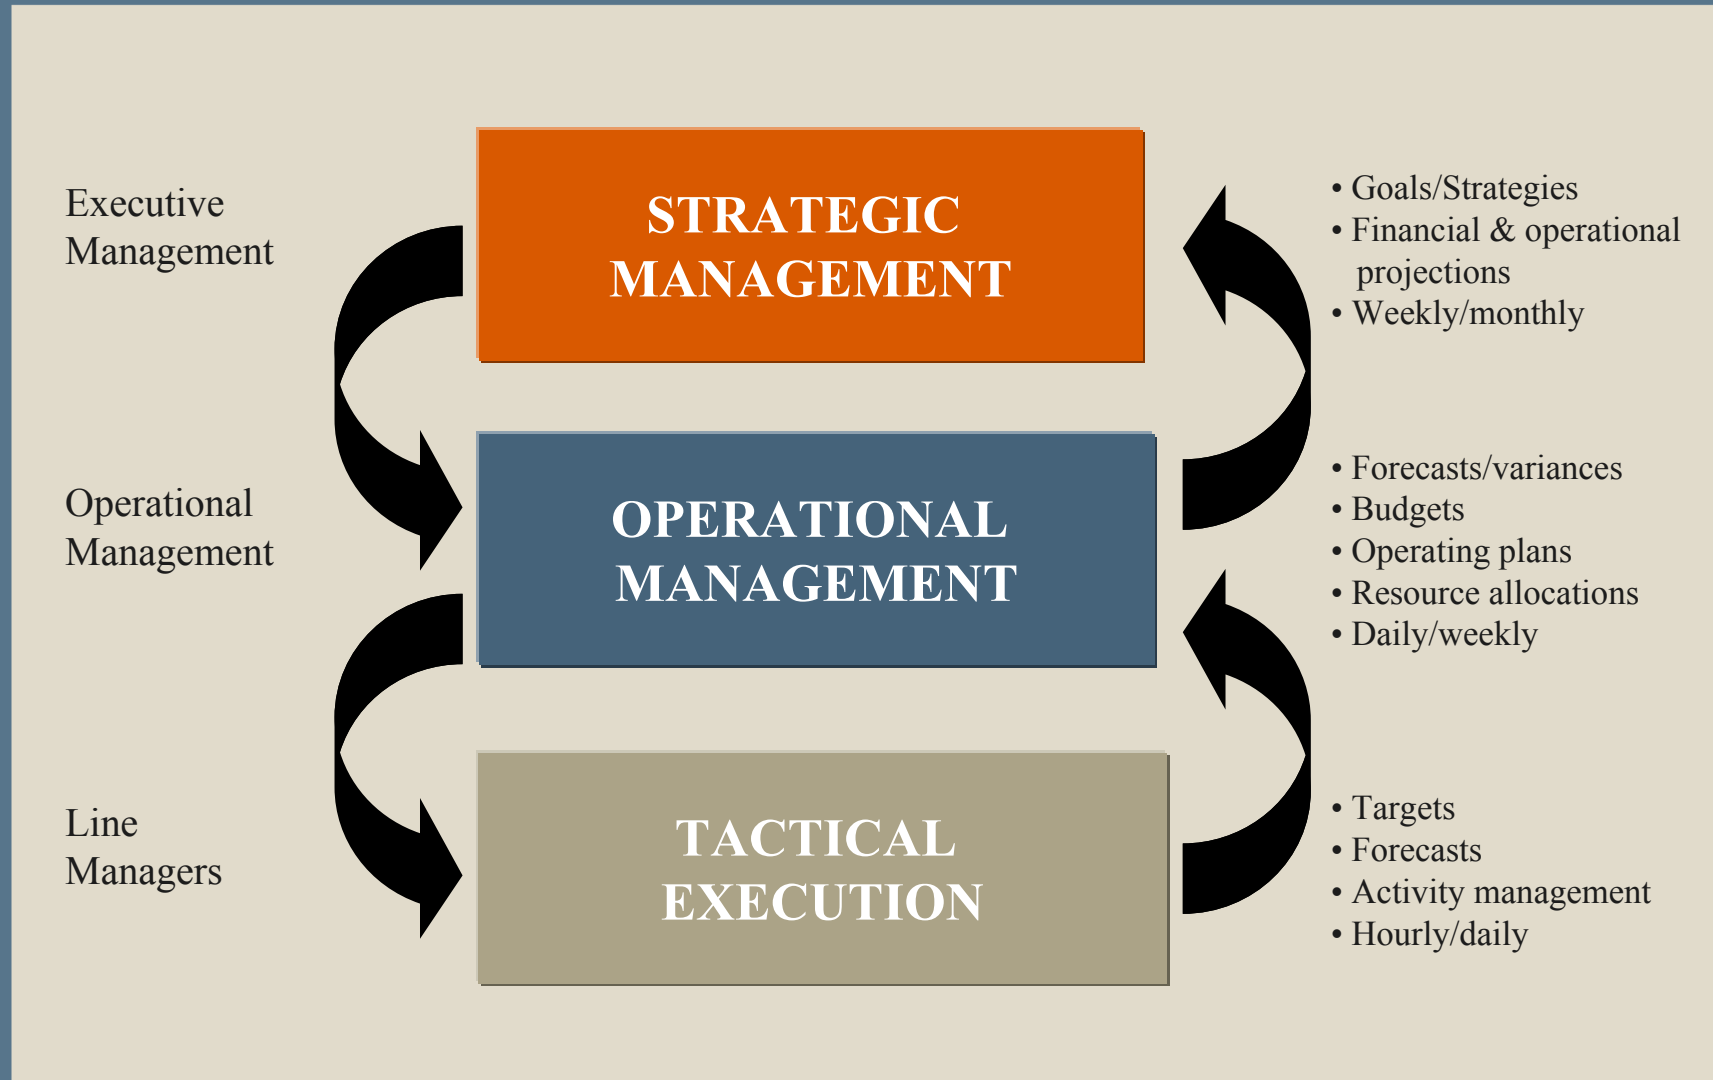 Executive
Management
STRATEGIC
MANAGEMENT
• Goals/Strategies
• Financial & operational
projections
• Weekly/monthly
Operational
Management
OPERATIONAL
MANAGEMENT
• Forecasts/variances
• Budgets
• Operating plans
• Resource allocations
• Daily/weekly
Line
Managers
TACTICAL
EXECUTION
• Targets
• Forecasts
• Activity management
• Hourly/daily